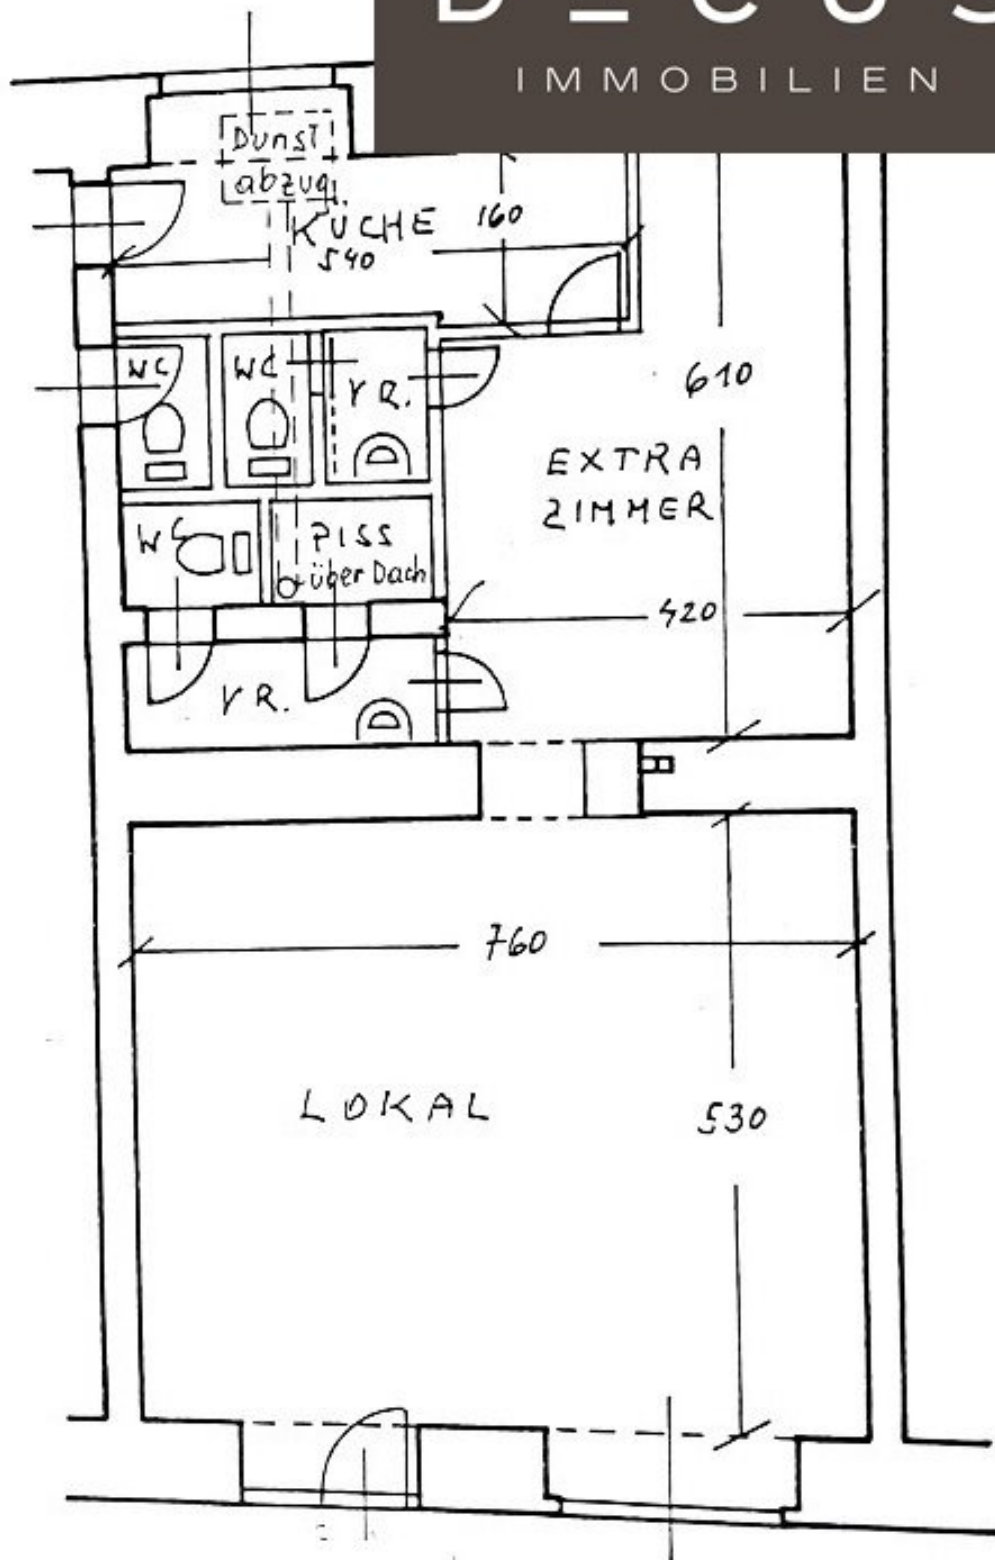 IMMOBILIEN
Dunst
abzug
KÜCHE
160
540
WC
WC
VR.
610
EXTRA
ZIMMER
WC
PISS
über Dach
420
VR.
760
LOKAL
530